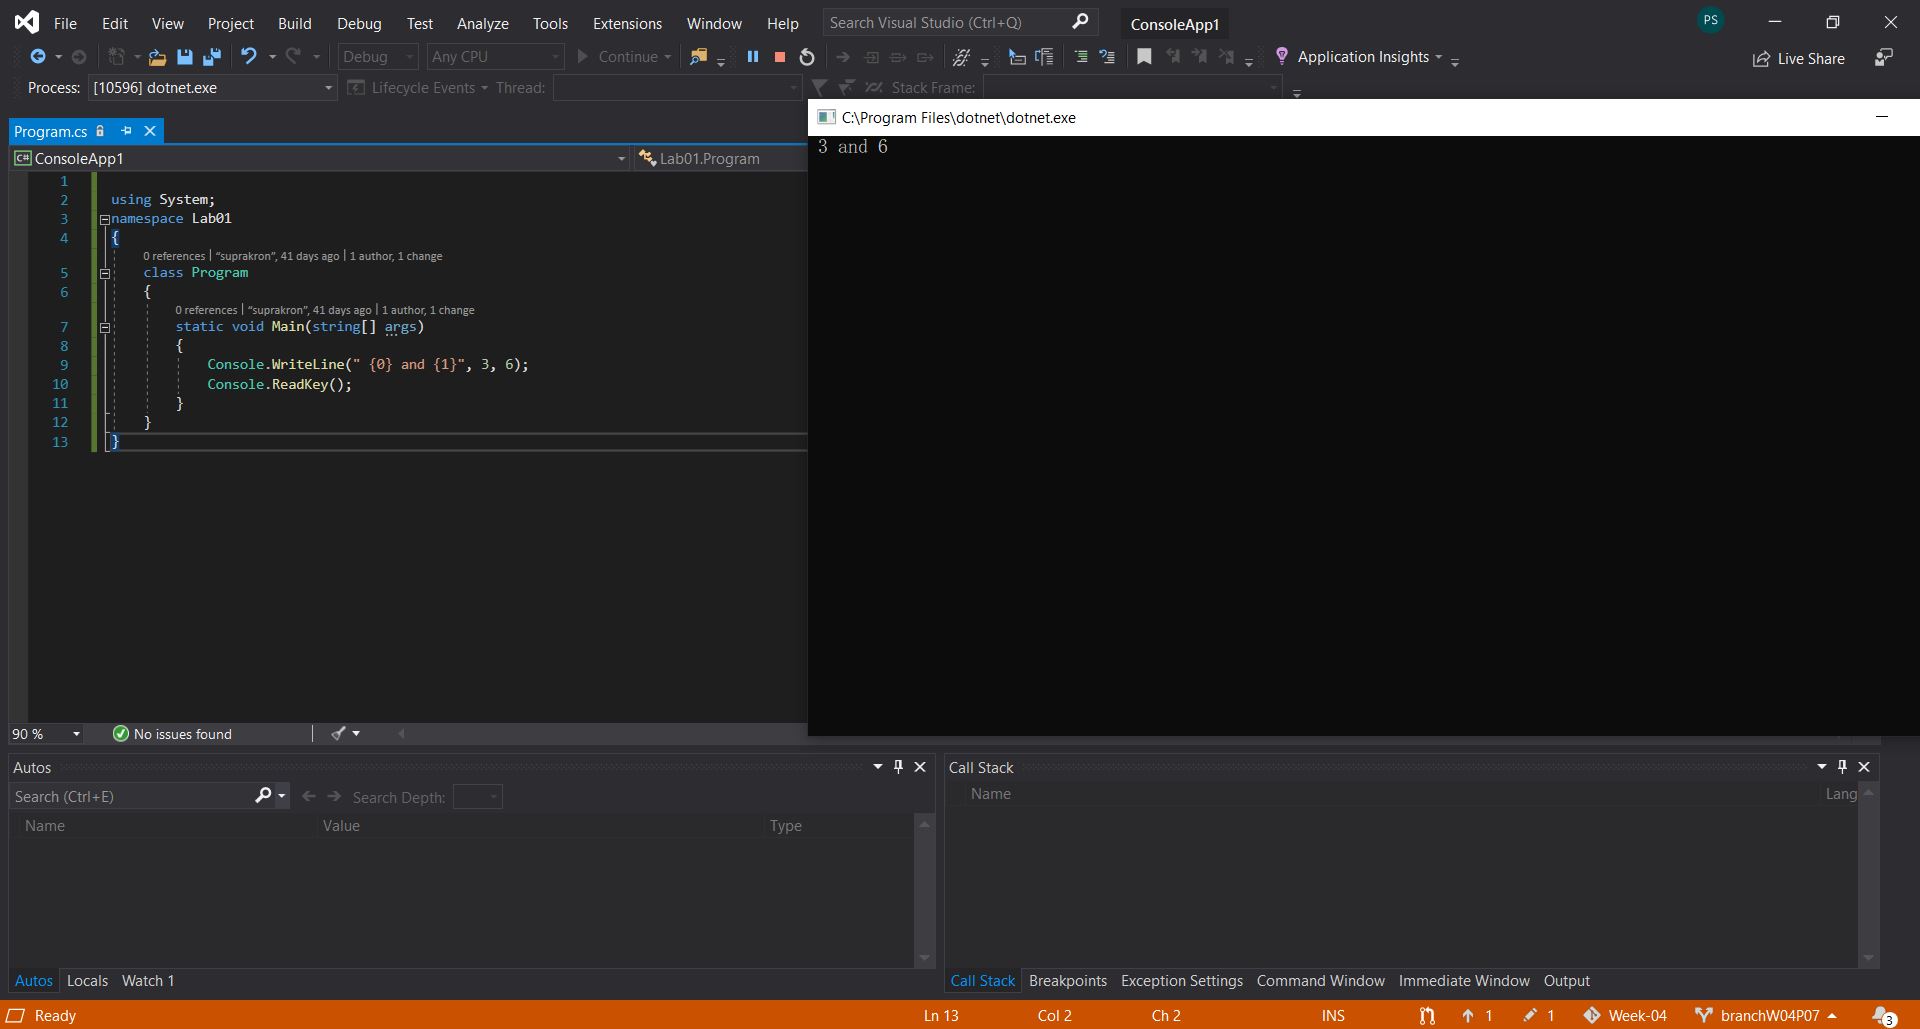 File Edit View Project Build Debug Test Analyze Tools Extensions Window Help Search Visual Studio (Ctrl+Q) ConsoleApp1 PS
Debug Any CPU Continue Application Insights Live Share
Process: [10596] dotnet.exe Lifecycle Events Thread: Stack Frame:
Program.cs
C# ConsoleApp1 Lab01.Program
1
2 using System;
3 namespace Lab01
4 {
0 references | "suprakron", 41 days ago | 1 author, 1 change
5 class Program
6 {
0 references | "suprakron", 41 days ago | 1 author, 1 change
7 static void Main(string[] args)
8 {
9 Console.WriteLine(" {0} and {1}", 3, 6);
10 Console.ReadKey();
11 }
12 }
13 }
C:\Program Files\dotnet\dotnet.exe
3 and 6
90 % No issues found
Autos
Search (Ctrl+E) Search Depth:
Name Value Type
Autos Locals Watch 1
Call Stack
Name Lang
Call Stack Breakpoints Exception Settings Command Window Immediate Window Output
Ready Ln 13 Col 2 Ch 2 INS 1 1 Week-04 branchW04P07 3